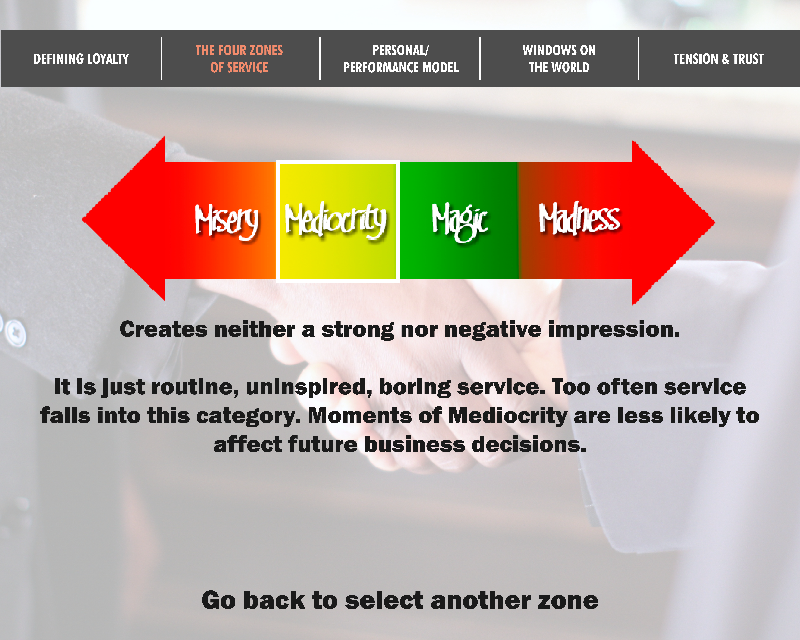 DEFINING LOYALTY
THE FOUR ZONES
OF SERVICE
PERSONAL/
PERFORMANCE MODEL
WINDOWS ON
THE WORLD
TENSION & TRUST
Misery
Mediocrity
Magic
Madness
Creates neither a strong nor negative impression.
It is just routine, uninspired, boring service. Too often service
falls into this category. Moments of Mediocrity are less likely to
affect future business decisions.
Go back to select another zone